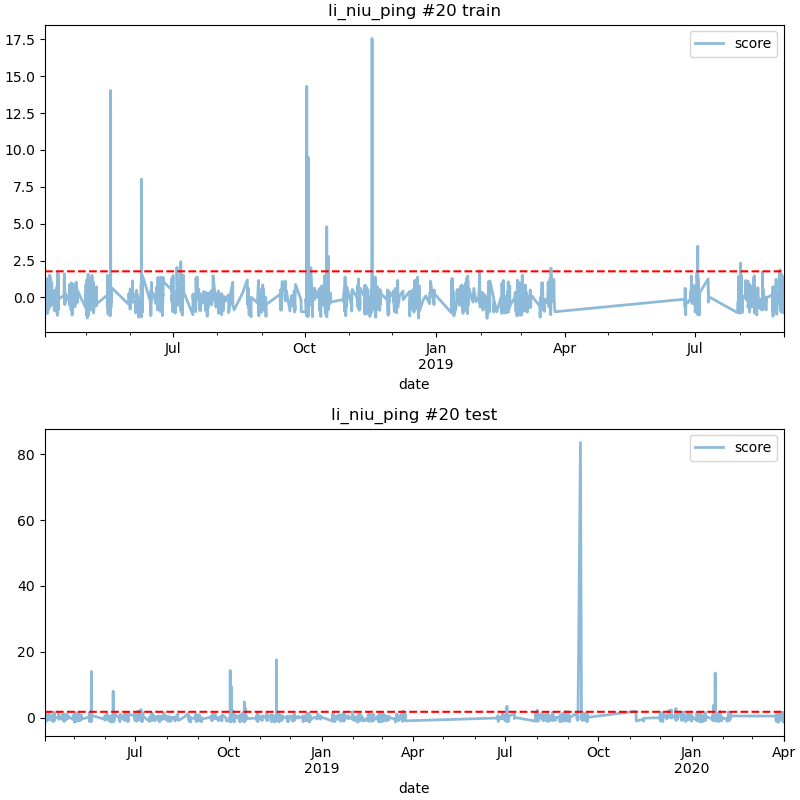 li_niu_ping #20 train
score
17.5
15.0
12.5
10.0
7.5
5.0
2.5
0.0
Jul
Oct
Jan
2019
Apr
Jul
date
li_niu_ping #20 test
score
80
60
40
20
0
Jul
Oct
Jan
2019
Apr
Jul
Oct
Jan
2020
Apr
date